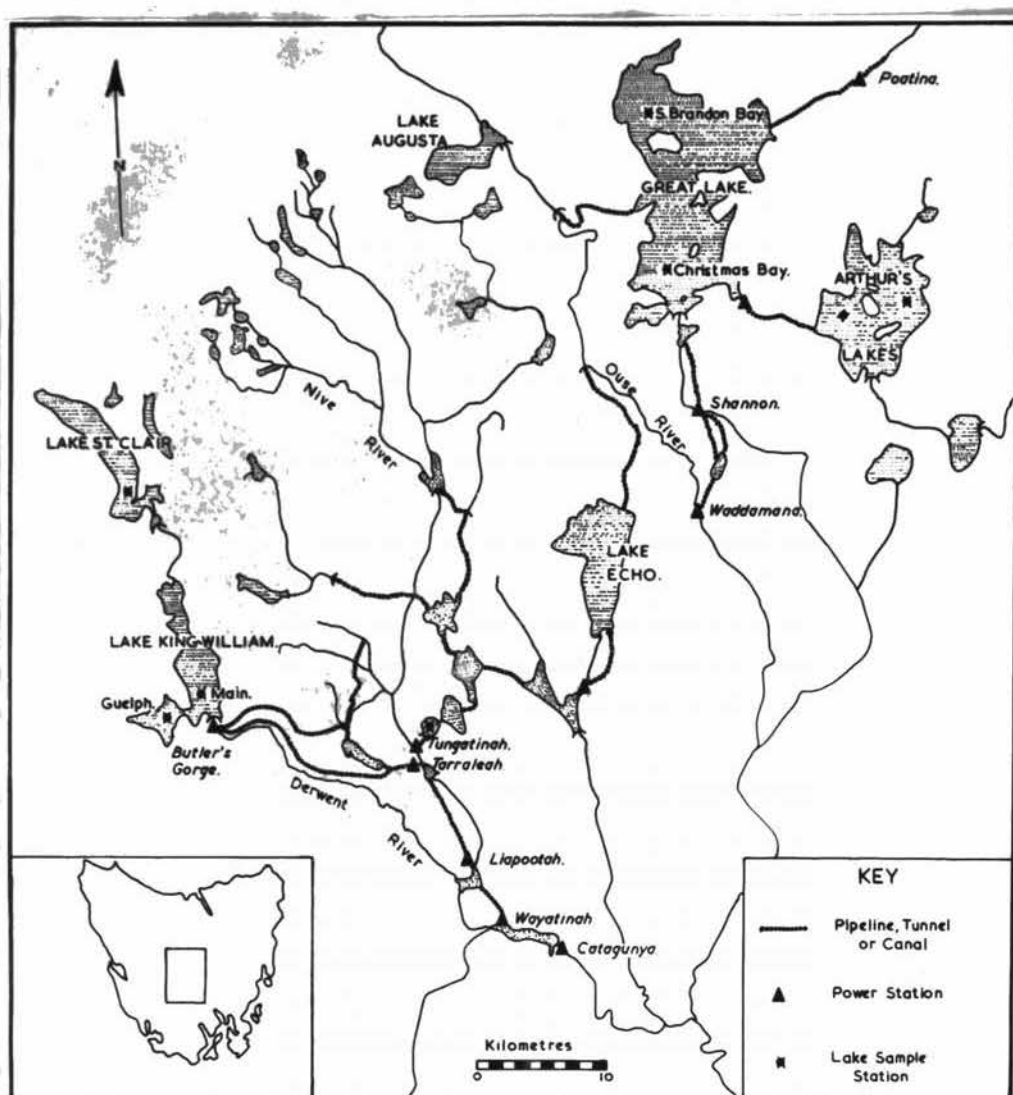 Poatina.
LAKE
AUGUSTA
S. Brandon Bay
N
GREAT LAKE.
Christmas Bay.
ARTHUR'S
LAKES
Ouse
River
Nive
River
Shannon.
LAKE ST. CLAIR.
Waddamana.
LAKE
ECHO.
LAKE KING WILLIAM.
Guelph.
Main.
Butler's
Gorge.
Tungatinah.
Tarraleah
Derwent
River
Liapootah.
Wayatinah
Catagunya.
Kilometres
0
10
KEY
Pipeline, Tunnel
or Canal
Power Station
Lake Sample
Station